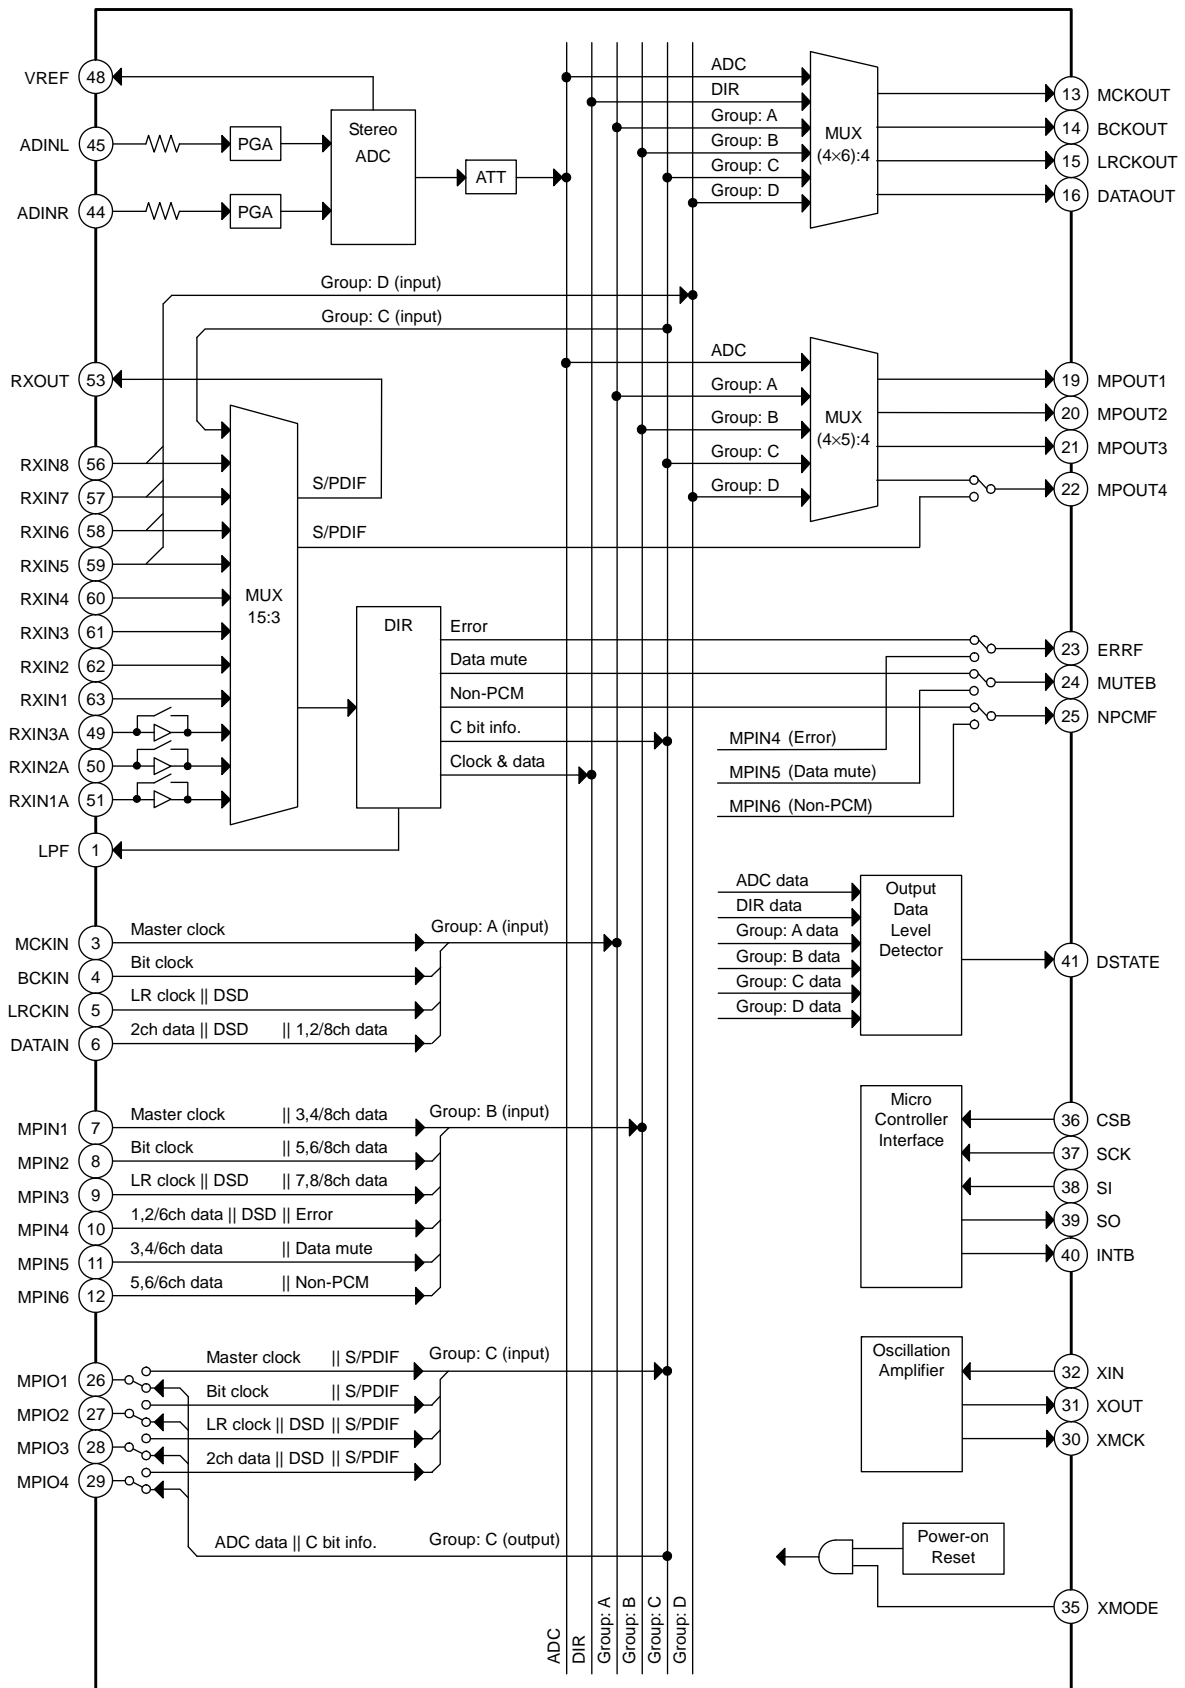 VREF 48
ADINL 45
ADINR 44
PGA
PGA
Stereo
ADC
ATT
ADC
DIR
Group: A
Group: B
Group: C
Group: D
MUX
(4×6):4
13 MCKOUT
14 BCKOUT
15 LRCKOUT
16 DATAOUT
Group: D (input)
Group: C (input)
RXOUT 53
RXIN8 56
RXIN7 57
RXIN6 58
RXIN5 59
RXIN4 60
RXIN3 61
RXIN2 62
RXIN1 63
RXIN3A 49
RXIN2A 50
RXIN1A 51
LPF 1
MUX
15:3
S/PDIF
S/PDIF
ADC
Group: A
Group: B
Group: C
Group: D
MUX
(4×5):4
19 MPOUT1
20 MPOUT2
21 MPOUT3
22 MPOUT4
DIR
Error
Data mute
Non-PCM
C bit info.
Clock & data
MPIN4 (Error)
MPIN5 (Data mute)
MPIN6 (Non-PCM)
23 ERRF
24 MUTEB
25 NPCMF
ADC data
DIR data
Group: A data
Group: B data
Group: C data
Group: D data
Output
Data
Level
Detector
41 DSTATE
MCKIN 3 Master clock
BCKIN 4 Bit clock
LRCKIN 5 LR clock || DSD
DATAIN 6 2ch data || DSD || 1,2/8ch data
Group: A (input)
MPIN1 7 Master clock || 3,4/8ch data
MPIN2 8 Bit clock || 5,6/8ch data
MPIN3 9 LR clock || DSD || 7,8/8ch data
MPIN4 10 1,2/6ch data || DSD || Error
MPIN5 11 3,4/6ch data || Data mute
MPIN6 12 5,6/6ch data || Non-PCM
Group: B (input)
Micro
Controller
Interface
36 CSB
37 SCK
38 SI
39 SO
40 INTB
MPIO1 26 Master clock || S/PDIF
MPIO2 27 Bit clock || S/PDIF
MPIO3 28 LR clock || DSD || S/PDIF
MPIO4 29 2ch data || DSD || S/PDIF
Group: C (input)
ADC data || C bit info.
Group: C (output)
Oscillation
Amplifier
32 XIN
31 XOUT
30 XMCK
Power-on
Reset
35 XMODE
ADC
DIR
Group: A
Group: B
Group: C
Group: D